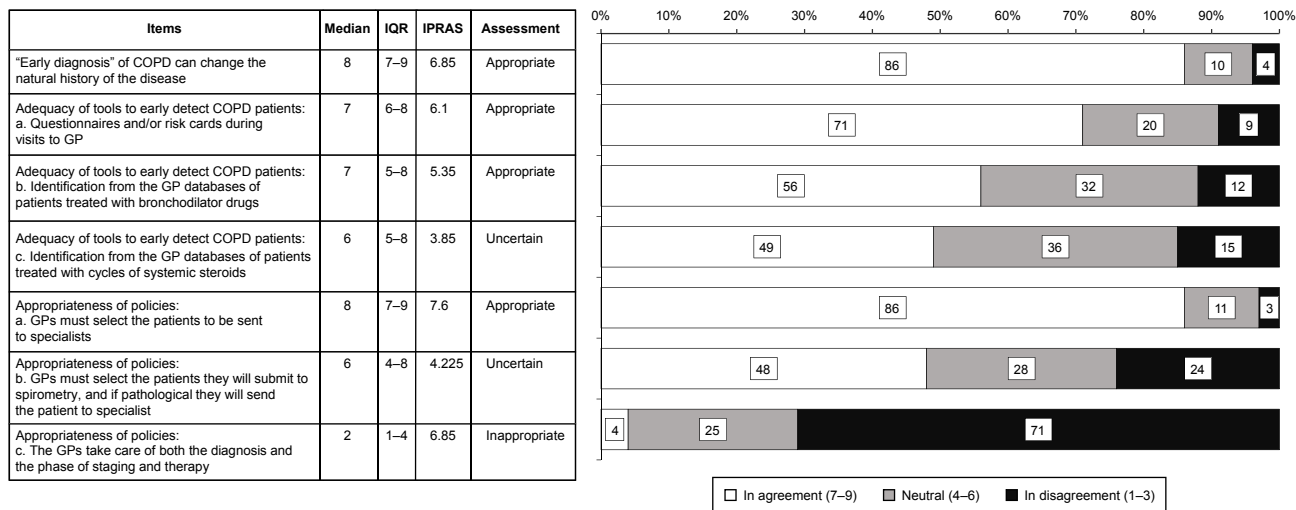 Items Median IQR IPRAS Assessment
“Early diagnosis” of COPD can change the
natural history of the disease
8 7–9 6.85 Appropriate
Adequacy of tools to early detect COPD patients:
a. Questionnaires and/or risk cards during
visits to GP
7 6–8 6.1 Appropriate
Adequacy of tools to early detect COPD patients:
b. Identification from the GP databases of
patients treated with bronchodilator drugs
7 5–8 5.35 Appropriate
Adequacy of tools to early detect COPD patients:
c. Identification from the GP databases of patients
treated with cycles of systemic steroids
6 5–8 3.85 Uncertain
Appropriateness of policies:
a. GPs must select the patients to be sent
to specialists
8 7–9 7.6 Appropriate
Appropriateness of policies:
b. GPs must select the patients they will submit to
spirometry, and if pathological they will send
the patient to specialist
6 4–8 4.225 Uncertain
Appropriateness of policies:
c. The GPs take care of both the diagnosis and
the phase of staging and therapy
2 1–4 6.85 Inappropriate
0% 10% 20% 30% 40% 50% 60% 70% 80% 90% 100%
86 10 4
71 20 9
56 32 12
49 36 15
86 11 3
48 28 24
4 25 71
In agreement (7–9) Neutral (4–6) In disagreement (1–3)